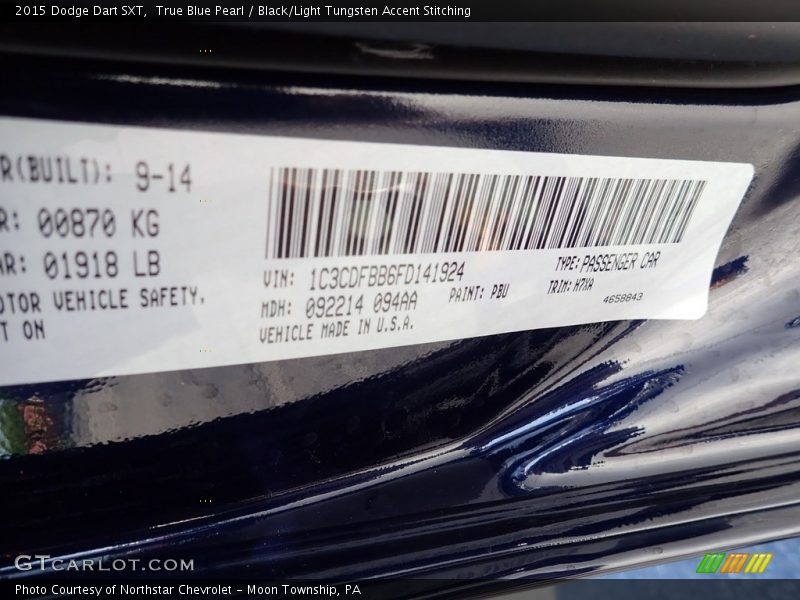 2015 Dodge Dart SXT,  True Blue Pearl / Black/Light Tungsten Accent Stitching
R(BUILT): 9-14
R: 00870 KG
AR: 01918 LB
OTOR VEHICLE SAFETY,
T ON
VIN: 1C3CDFBB6FD141924
TYPE: PASSENGER CAR
MDH: 092214 094AA
PAINT: PBU
TRIM: H7XA
VEHICLE MADE IN U.S.A.
4658843
GTCARLOT.COM
Photo Courtesy of Northstar Chevrolet - Moon Township, PA